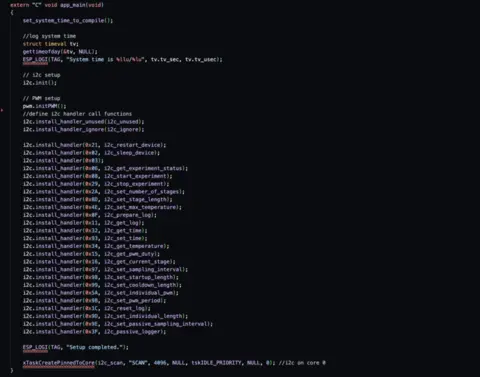 extern "C" void app_main(void)
{
set_system_time_to_compile();
//log system time
struct timeval tv;
gettimeofday(&tv, NULL);
ESP_LOGI(TAG, "System time is %llu/%lu", tv.tv_sec, tv.tv_usec);
// i2c setup
i2c.init();
// PWM setup
pwm.initPWM();
//define i2c handler call functions
i2c.install_handler_unused(i2c_unused);
i2c.install_handler_ignore(i2c_ignore);
i2c.install_handler(0x21, i2c_restart_device);
i2c.install_handler(0x02, i2c_sleep_device);
i2c.install_handler(0x03);
i2c.install_handler(0x06, i2c_get_experiment_status);
i2c.install_handler(0x08, i2c_start_experiment);
i2c.install_handler(0x29, i2c_stop_experiment);
i2c.install_handler(0x2A, i2c_set_number_of_stages);
i2c.install_handler(0x8D, i2c_set_stage_length);
i2c.install_handler(0x4E, i2c_set_max_temperature);
i2c.install_handler(0x0F, i2c_prepare_log);
i2c.install_handler(0x11, i2c_get_log);
i2c.install_handler(0x32, i2c_get_time);
i2c.install_handler(0x93, i2c_set_time);
i2c.install_handler(0x34, i2c_get_temperature);
i2c.install_handler(0x15, i2c_get_pwm_duty);
i2c.install_handler(0x16, i2c_get_current_stage);
i2c.install_handler(0x97, i2c_set_sampling_interval);
i2c.install_handler(0x98, i2c_set_startup_length);
i2c.install_handler(0x99, i2c_set_cooldown_length);
i2c.install_handler(0x5A, i2c_set_individual_pwm);
i2c.install_handler(0x9B, i2c_set_pwm_period);
i2c.install_handler(0x3C, i2c_reset_log);
i2c.install_handler(0x9D, i2c_set_individual_length);
i2c.install_handler(0x9E, i2c_set_passive_sampling_interval);
i2c.install_handler(0x3F, i2c_passive_logger);
ESP_LOGI(TAG, "Setup completed.");
xTaskCreatePinnedToCore(i2c_scan, "SCAN", 4096, NULL, tskIDLE_PRIORITY, NULL, 0); //i2c on core 0
}